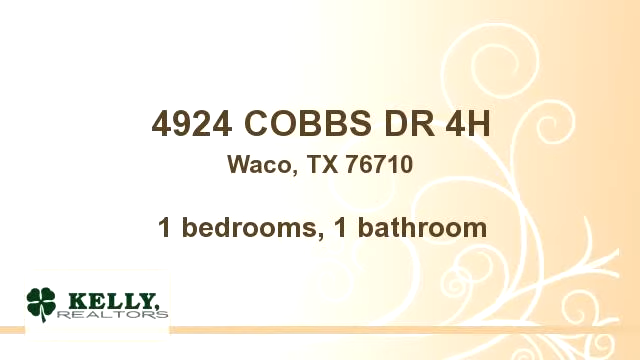 4924 COBBS DR 4H
Waco, TX 76710
1 bedrooms, 1 bathroom
KELLY,
REALTORS